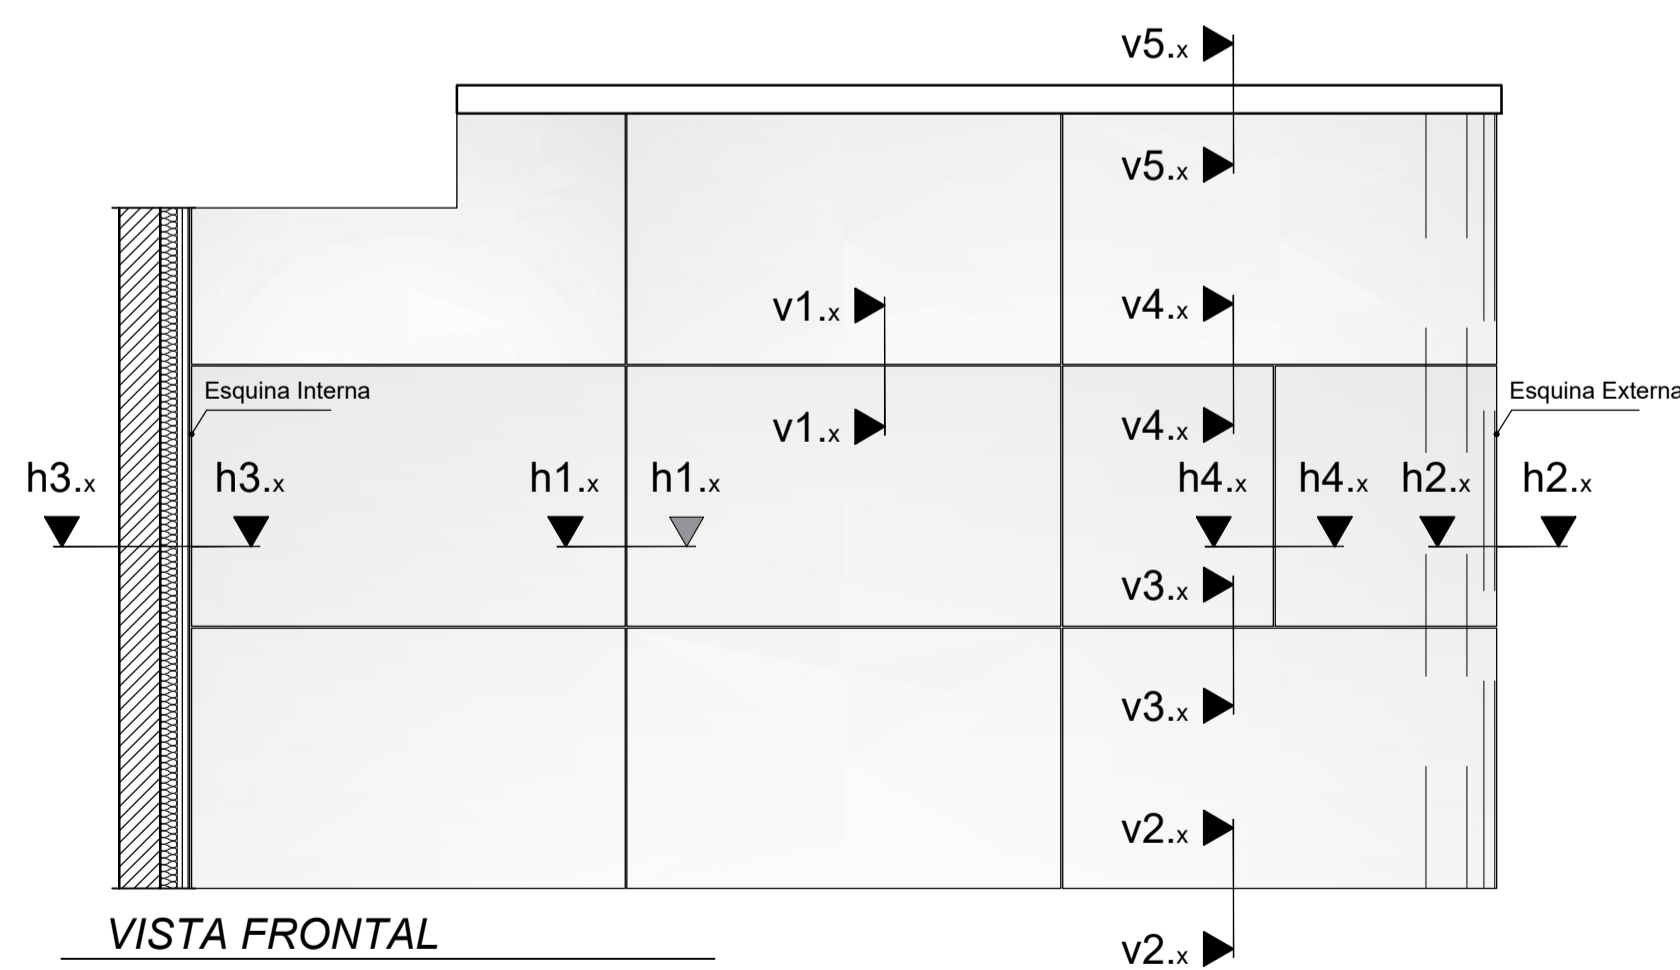 v5.x
v5.x
v1.x
v4.x
Esquina Interna
Esquina Externa
v1.x
v4.x
h3.x
h3.x
h1.x
h1.x
h4.x
h4.x
h2.x
h2.x
v3.x
v3.x
v2.x
VISTA FRONTAL
v2.x